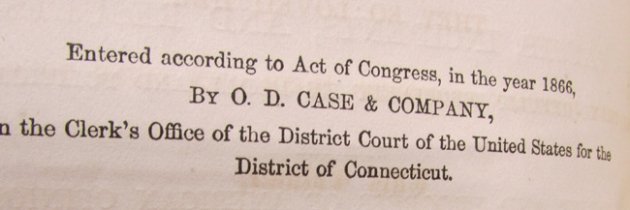 Entered according to Act of Congress, in the year 1866,
BY O. D. CASE & COMPANY,
n the Clerk's Office of the District Court of the United States for the
District of Connecticut.